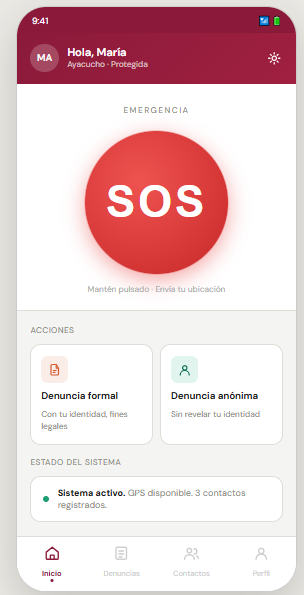 9:41
MA
Hola, María
Ayacucho · Protegida
EMERGENCIA
SOS
Mantén pulsado · Envía tu ubicación
ACCIONES
Denuncia formal
Con tu identidad, fines
legales
Denuncia anónima
Sin revelar tu identidad
ESTADO DEL SISTEMA
Sistema activo. GPS disponible. 3 contactos
registrados.
Inicio
Denuncias
Contactos
Perfil